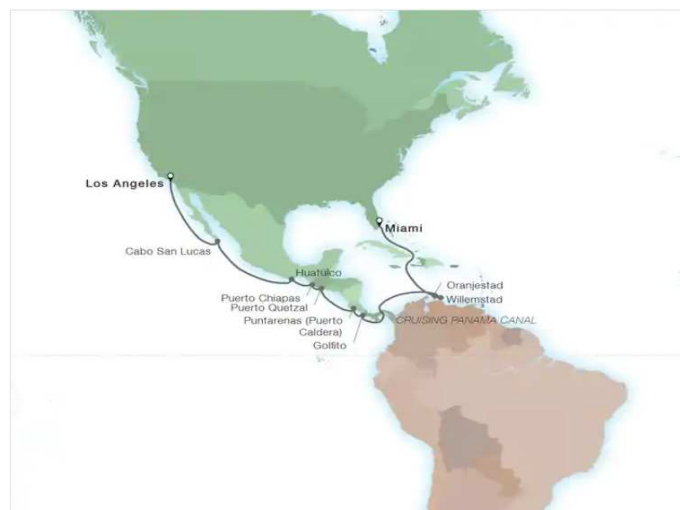 Los Angeles
Miami
Cabo San Lucas
Huatulco
Oranjestad
Puerto Chiapas
Willemstad
Puerto Quetzal
Puntarenas (Puerto
Caldera)
CRUISING PANAMA CANAL
Golfito